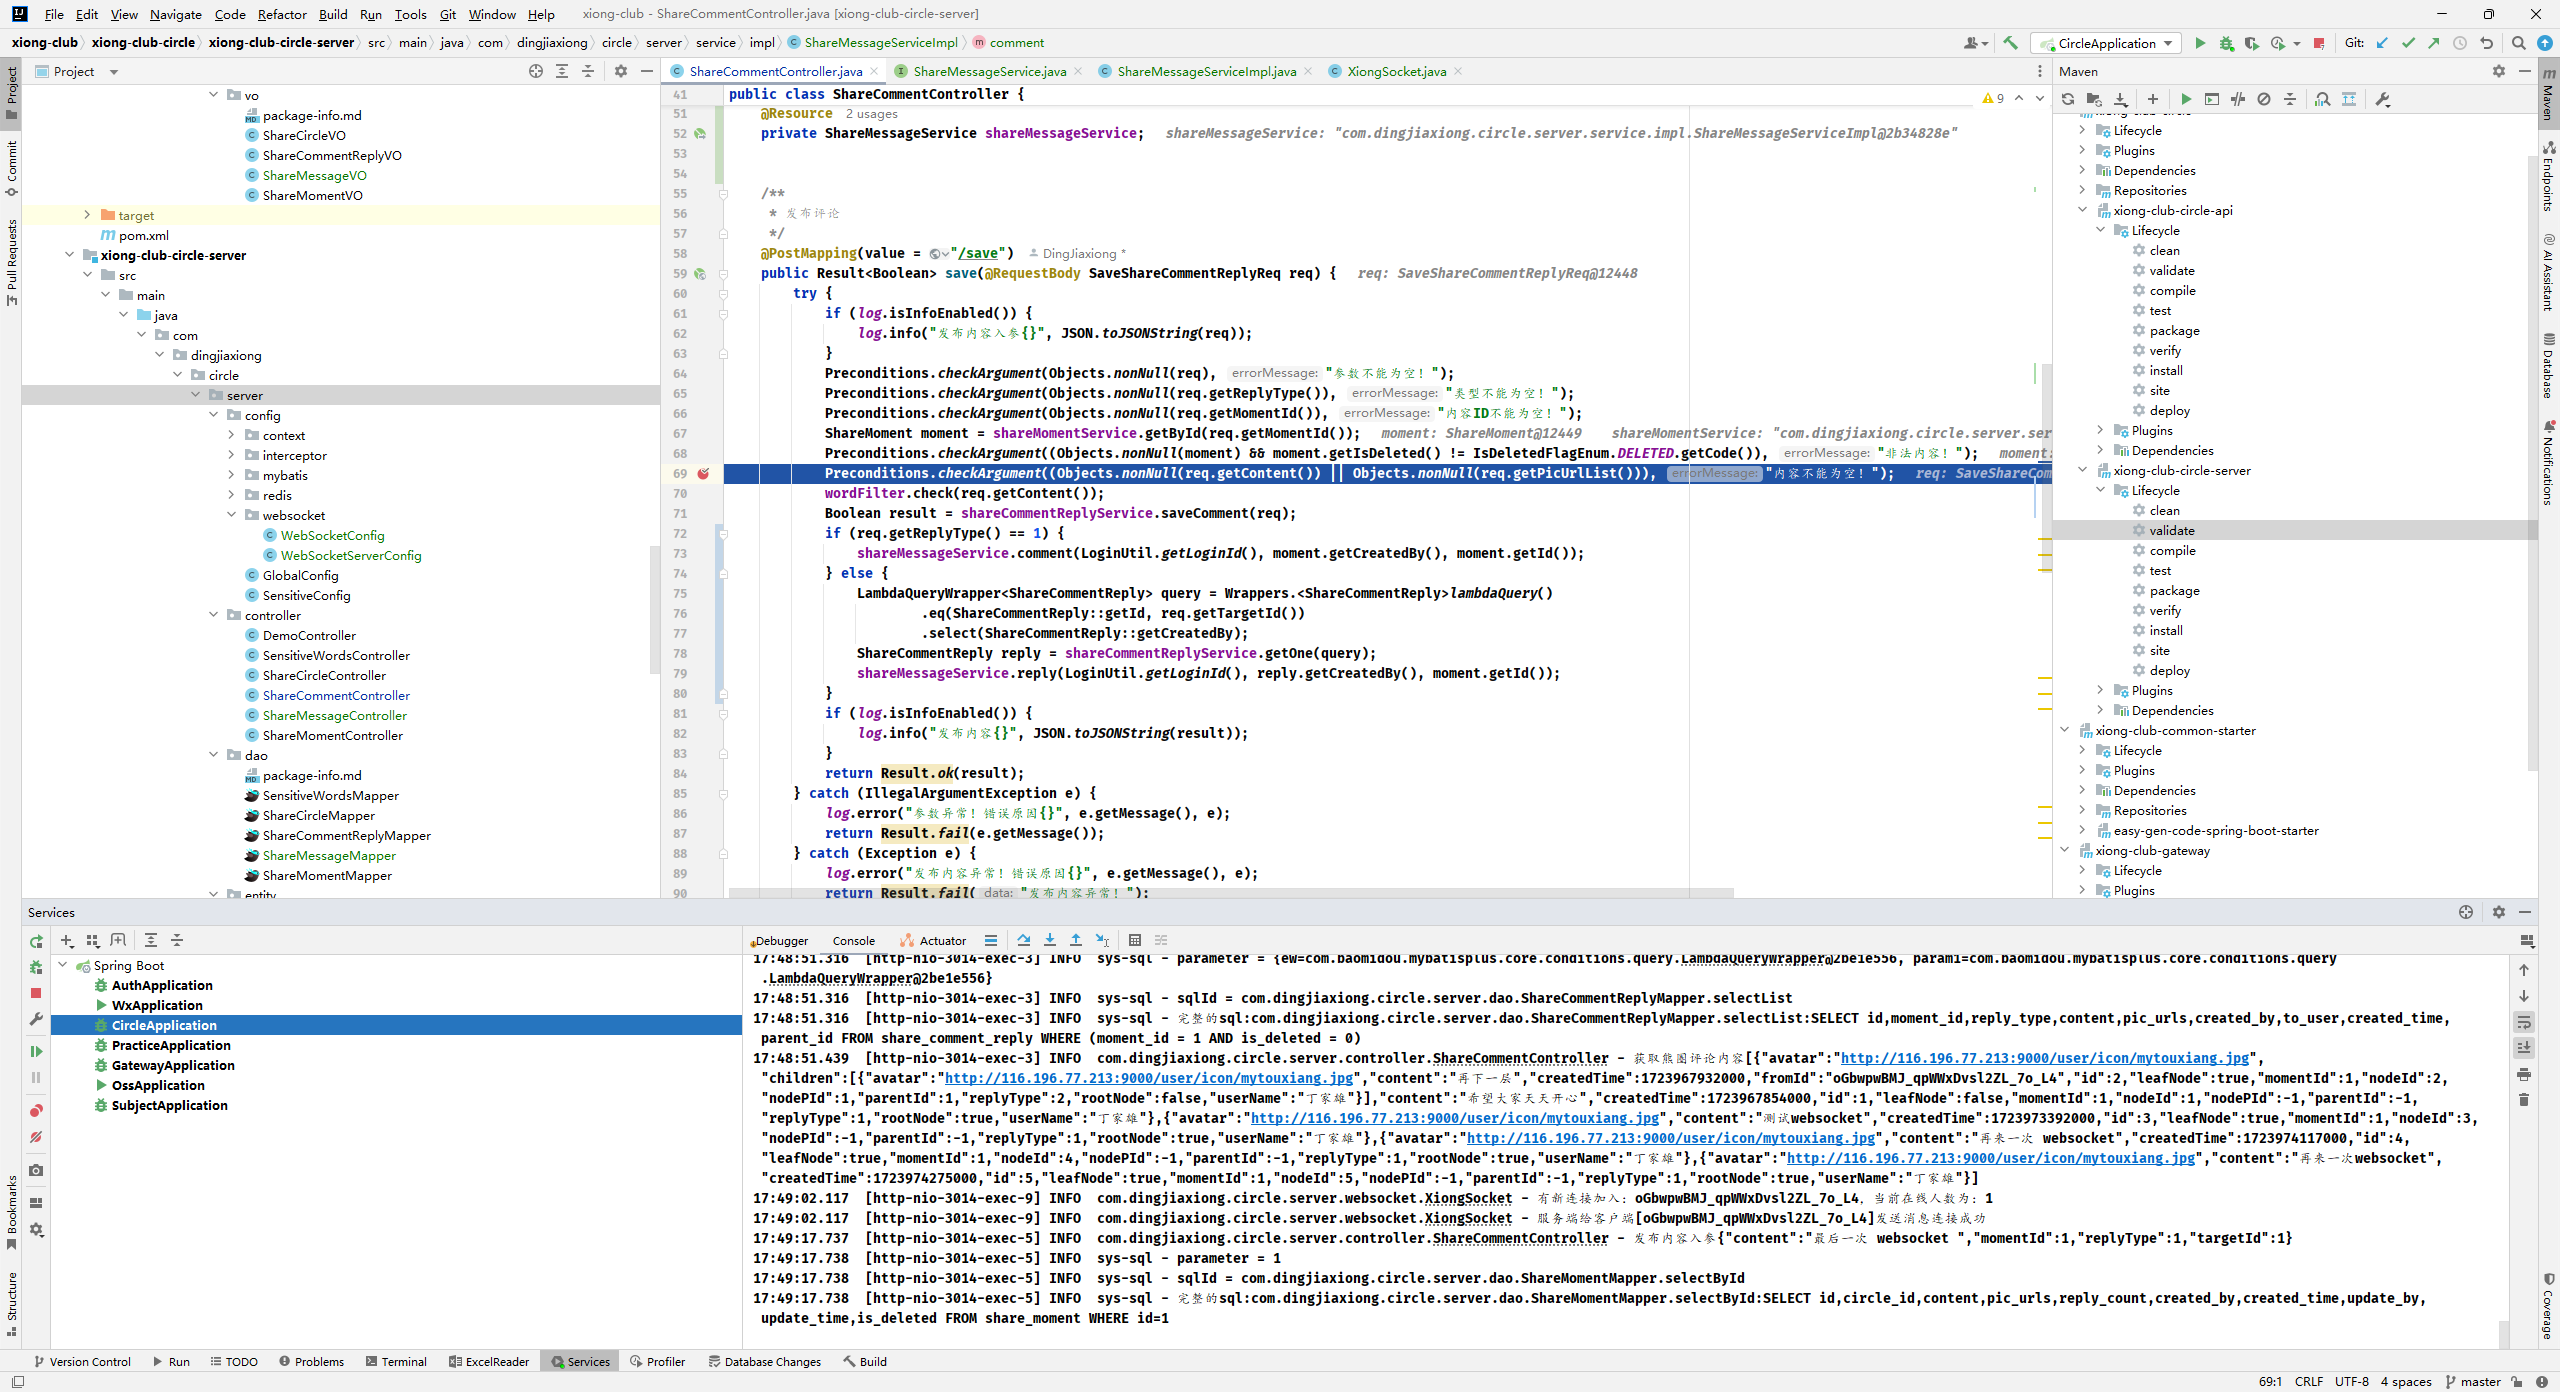 File Edit View Navigate Code Refactor Build Run Tools Git Window Help xiong-club - ShareCommentController.java [xiong-club-circle-server]
xiong-club xiong-club-circle xiong-club-circle-server src main java com dingjiaxiong circle server service impl ShareMessageServiceImpl comment CircleApplication Git:
Project
vo
package-info.md
ShareCircleVO
ShareCommentReplyVO
ShareMessageVO
ShareMomentVO
target
pom.xml
xiong-club-circle-server
src
main
java
com
dingjiaxiong
circle
server
config
context
interceptor
mybatis
redis
websocket
WebSocketConfig
WebSocketServerConfig
GlobalConfig
SensitiveConfig
controller
DemoController
SensitiveWordsController
ShareCircleController
ShareCommentController
ShareMessageController
ShareMomentController
dao
package-info.md
SensitiveWordsMapper
ShareCircleMapper
ShareCommentReplyMapper
ShareMessageMapper
ShareMomentMapper
entity
ShareCommentController.java ShareMessageService.java ShareMessageServiceImpl.java XiongSocket.java
41 public class ShareCommentController {
9
51 @Resource 2 usages
52 private ShareMessageService shareMessageService; shareMessageService: "com.dingjiaxiong.circle.server.service.impl.ShareMessageServiceImpl@2b34828e"
53
54
55 /**
56 * 发布评论
57 */
58 @PostMapping(value = "/save") DingJiaxiong *
59 public Result<Boolean> save(@RequestBody SaveShareCommentReplyReq req) { req: SaveShareCommentReplyReq@12448
60 try {
61 if (log.isInfoEnabled()) {
62 log.info("发布内容入参{}", JSON.toJSONString(req));
63 }
64 Preconditions.checkArgument(Objects.nonNull(req), errorMessage: "参数不能为空！");
65 Preconditions.checkArgument(Objects.nonNull(req.getReplyType()), errorMessage: "类型不能为空！");
66 Preconditions.checkArgument(Objects.nonNull(req.getMomentId()), errorMessage: "内容ID不能为空！");
67 ShareMoment moment = shareMomentService.getById(req.getMomentId()); moment: ShareMoment@12449 shareMomentService: "com.dingjiaxiong.circle.server.ser
68 Preconditions.checkArgument((Objects.nonNull(moment) && moment.getIsDeleted() != IsDeletedFlagEnum.DELETED.getCode()), errorMessage: "非法内容！"); moment:
69 Preconditions.checkArgument((Objects.nonNull(req.getContent()) || Objects.nonNull(req.getPicUrlList())), errorMessage: "内容不能为空！"); req: SaveShareCom
70 wordFilter.check(req.getContent());
71 Boolean result = shareCommentReplyService.saveComment(req);
72 if (req.getReplyType() == 1) {
73 shareMessageService.comment(LoginUtil.getLoginId(), moment.getCreatedBy(), moment.getId());
74 } else {
75 LambdaQueryWrapper<ShareCommentReply> query = Wrappers.<ShareCommentReply>lambdaQuery()
76 .eq(ShareCommentReply::getId, req.getTargetId())
77 .select(ShareCommentReply::getCreatedBy);
78 ShareCommentReply reply = shareCommentReplyService.getOne(query);
79 shareMessageService.reply(LoginUtil.getLoginId(), reply.getCreatedBy(), moment.getId());
80 }
81 if (log.isInfoEnabled()) {
82 log.info("发布内容{}", JSON.toJSONString(result));
83 }
84 return Result.ok(result);
85 } catch (IllegalArgumentException e) {
86 log.error("参数异常！错误原因{}", e.getMessage(), e);
87 return Result.fail(e.getMessage());
88 } catch (Exception e) {
89 log.error("发布内容异常！错误原因{}", e.getMessage(), e);
90 return Result.fail( data: "发布内容异常！");
Maven
xiong-club-circle
Lifecycle
Plugins
Dependencies
Repositories
xiong-club-circle-api
Lifecycle
clean
validate
compile
test
package
verify
install
site
deploy
Plugins
Dependencies
xiong-club-circle-server
Lifecycle
clean
validate
compile
test
package
verify
install
site
deploy
Plugins
Dependencies
xiong-club-common-starter
Lifecycle
Plugins
Dependencies
Repositories
easy-gen-code-spring-boot-starter
xiong-club-gateway
Lifecycle
Plugins
Project
Commit
Pull Requests
Bookmarks
Structure
Maven
Endpoints
AI Assistant
Database
Notifications
Coverage
Services
Spring Boot
AuthApplication
WxApplication
CircleApplication
PracticeApplication
GatewayApplication
OssApplication
SubjectApplication
Debugger Console Actuator
17:48:51.316 [http-nio-3014-exec-3] INFO sys-sql - parameter = {ew=com.baomidou.mybatisplus.core.conditions.query.LambdaQueryWrapper@2be1e556, param1=com.baomidou.mybatisplus.core.conditions.query
.LambdaQueryWrapper@2be1e556}
17:48:51.316 [http-nio-3014-exec-3] INFO sys-sql - sqlId = com.dingjiaxiong.circle.server.dao.ShareCommentReplyMapper.selectList
17:48:51.316 [http-nio-3014-exec-3] INFO sys-sql - 完整的sql:com.dingjiaxiong.circle.server.dao.ShareCommentReplyMapper.selectList:SELECT id,moment_id,reply_type,content,pic_urls,created_by,to_user,created_time,
parent_id FROM share_comment_reply WHERE (moment_id = 1 AND is_deleted = 0)
17:48:51.439 [http-nio-3014-exec-3] INFO com.dingjiaxiong.circle.server.controller.ShareCommentController - 获取熊圈评论内容[{"avatar":"http://116.196.77.213:9000/user/icon/mytouxiang.jpg",
"children":[{"avatar":"http://116.196.77.213:9000/user/icon/mytouxiang.jpg","content":"再下一层","createdTime":1723967932000,"fromId":"oGbwpwBMJ_qpWWxDvsl2ZL_7o_L4","id":2,"leafNode":true,"momentId":1,"nodeId":2,
"nodePId":1,"parentId":1,"replyType":2,"rootNode":false,"userName":"丁家雄"}],"content":"希望大家天天开心","createdTime":1723967854000,"id":1,"leafNode":false,"momentId":1,"nodeId":1,"nodePId":-1,"parentId":-1,
"replyType":1,"rootNode":true,"userName":"丁家雄"},{"avatar":"http://116.196.77.213:9000/user/icon/mytouxiang.jpg","content":"测试websocket","createdTime":1723973392000,"id":3,"leafNode":true,"momentId":1,"nodeId":3,
"nodePId":-1,"parentId":-1,"replyType":1,"rootNode":true,"userName":"丁家雄"},{"avatar":"http://116.196.77.213:9000/user/icon/mytouxiang.jpg","content":"再来一次 websocket","createdTime":1723974117000,"id":4,
"leafNode":true,"momentId":1,"nodeId":4,"nodePId":-1,"parentId":-1,"replyType":1,"rootNode":true,"userName":"丁家雄"},{"avatar":"http://116.196.77.213:9000/user/icon/mytouxiang.jpg","content":"再来一次websocket",
"createdTime":1723974275000,"id":5,"leafNode":true,"momentId":1,"nodeId":5,"nodePId":-1,"parentId":-1,"replyType":1,"rootNode":true,"userName":"丁家雄"}]
17:49:02.117 [http-nio-3014-exec-9] INFO com.dingjiaxiong.circle.server.websocket.XiongSocket - 有新连接加入：oGbwpwBMJ_qpWWxDvsl2ZL_7o_L4，当前在线人数为：1
17:49:02.117 [http-nio-3014-exec-9] INFO com.dingjiaxiong.circle.server.websocket.XiongSocket - 服务端给客户端[oGbwpwBMJ_qpWWxDvsl2ZL_7o_L4]发送消息连接成功
17:49:17.737 [http-nio-3014-exec-5] INFO com.dingjiaxiong.circle.server.controller.ShareCommentController - 发布内容入参{"content":"最后一次 websocket ","momentId":1,"replyType":1,"targetId":1}
17:49:17.738 [http-nio-3014-exec-5] INFO sys-sql - parameter = 1
17:49:17.738 [http-nio-3014-exec-5] INFO sys-sql - sqlId = com.dingjiaxiong.circle.server.dao.ShareMomentMapper.selectById
17:49:17.738 [http-nio-3014-exec-5] INFO sys-sql - 完整的sql:com.dingjiaxiong.circle.server.dao.ShareMomentMapper.selectById:SELECT id,circle_id,content,pic_urls,reply_count,created_by,created_time,update_by,
update_time,is_deleted FROM share_moment WHERE id=1
Version Control Run TODO Problems Terminal ExcelReader Services Profiler Database Changes Build
69:1 CRLF UTF-8 4 spaces master